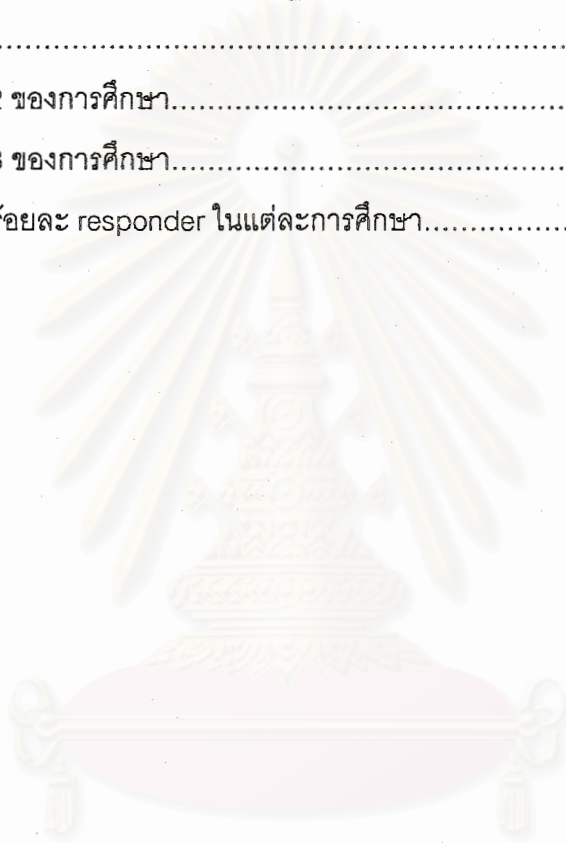 ................................................................
ของการศึกษา................................................
ของการศึกษา................................................
responder ในแต่ละการศึกษา.................